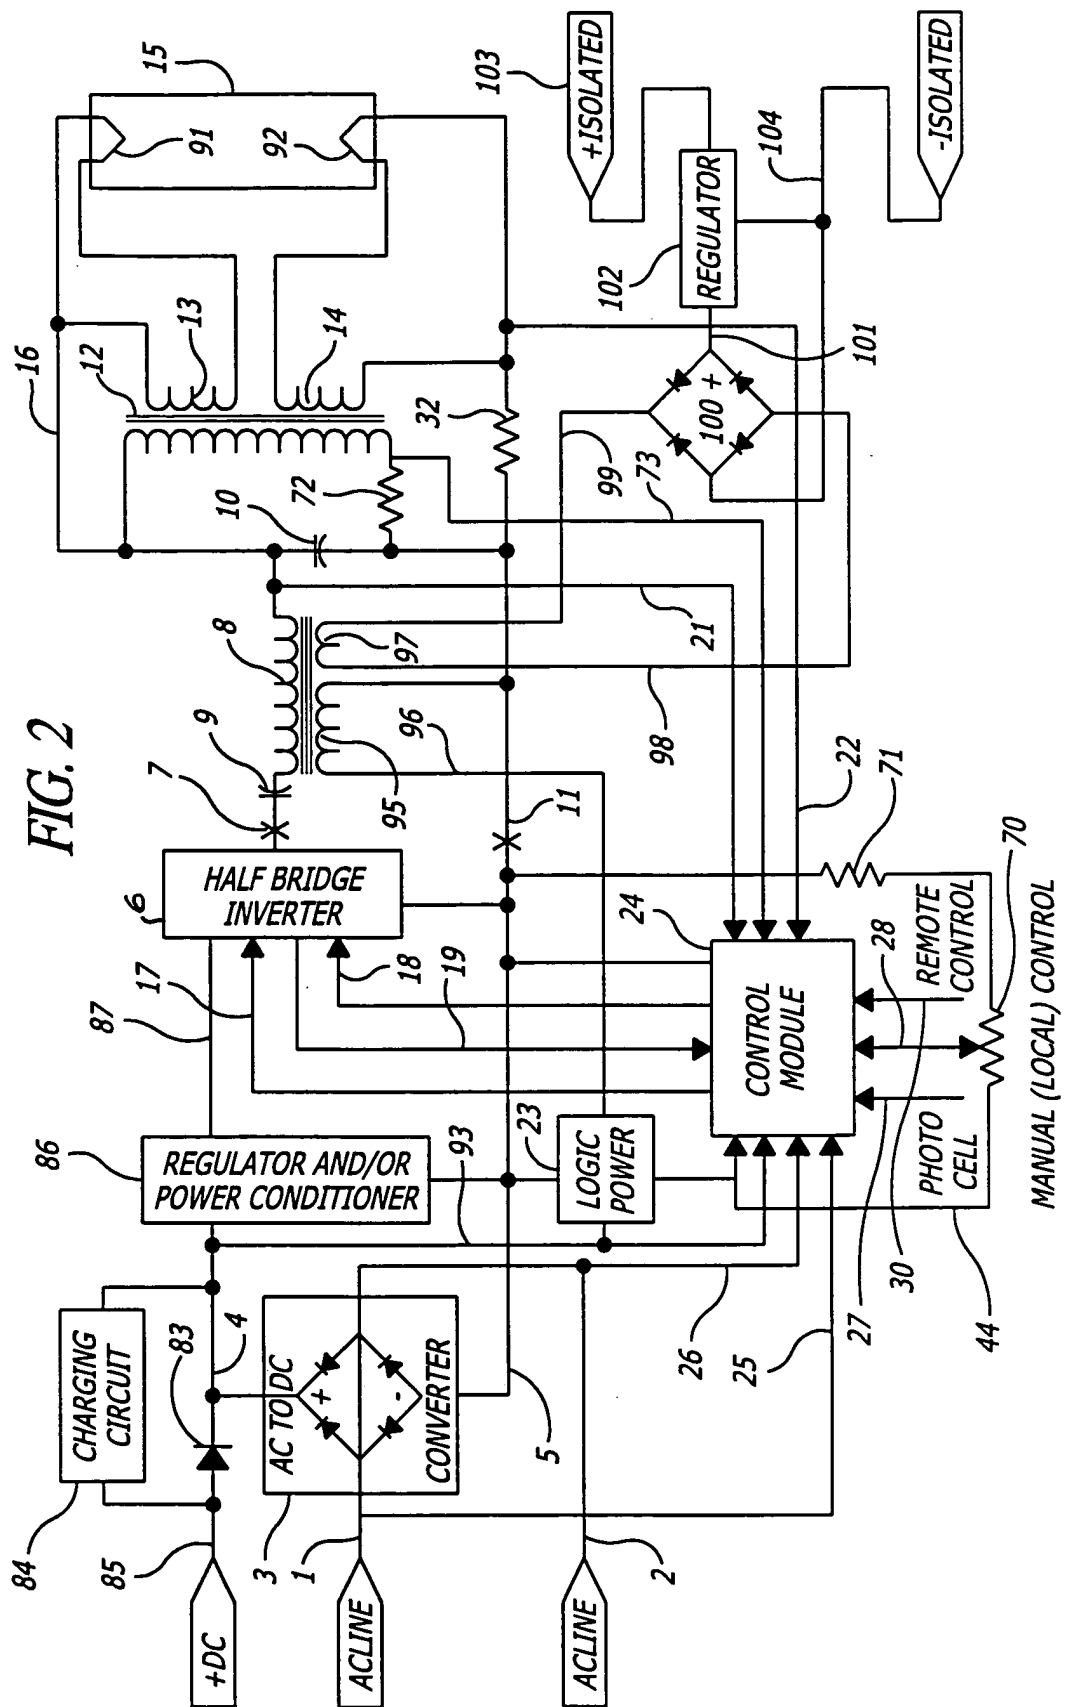 FIG. 2
+DC
85
84
CHARGING
CIRCUIT
83
4
ACLINE
1
3
AC TO DC
+
-
CONVERTER
5
ACLINE
2
86
REGULATOR AND/OR
POWER CONDITIONER
93
87
17
6
HALF BRIDGE
INVERTER
18
19
7
9
8
95
96
97
98
99
11
10
72
16
12
13
14
15
91
92
32
73
21
22
23
LOGIC
POWER
24
CONTROL
MODULE
25
26
27
PHOTO
CELL
30
28
REMOTE
CONTROL
44
70
71
MANUAL (LOCAL) CONTROL
100 +
101
102
REGULATOR
103
+ISOLATED
104
-ISOLATED